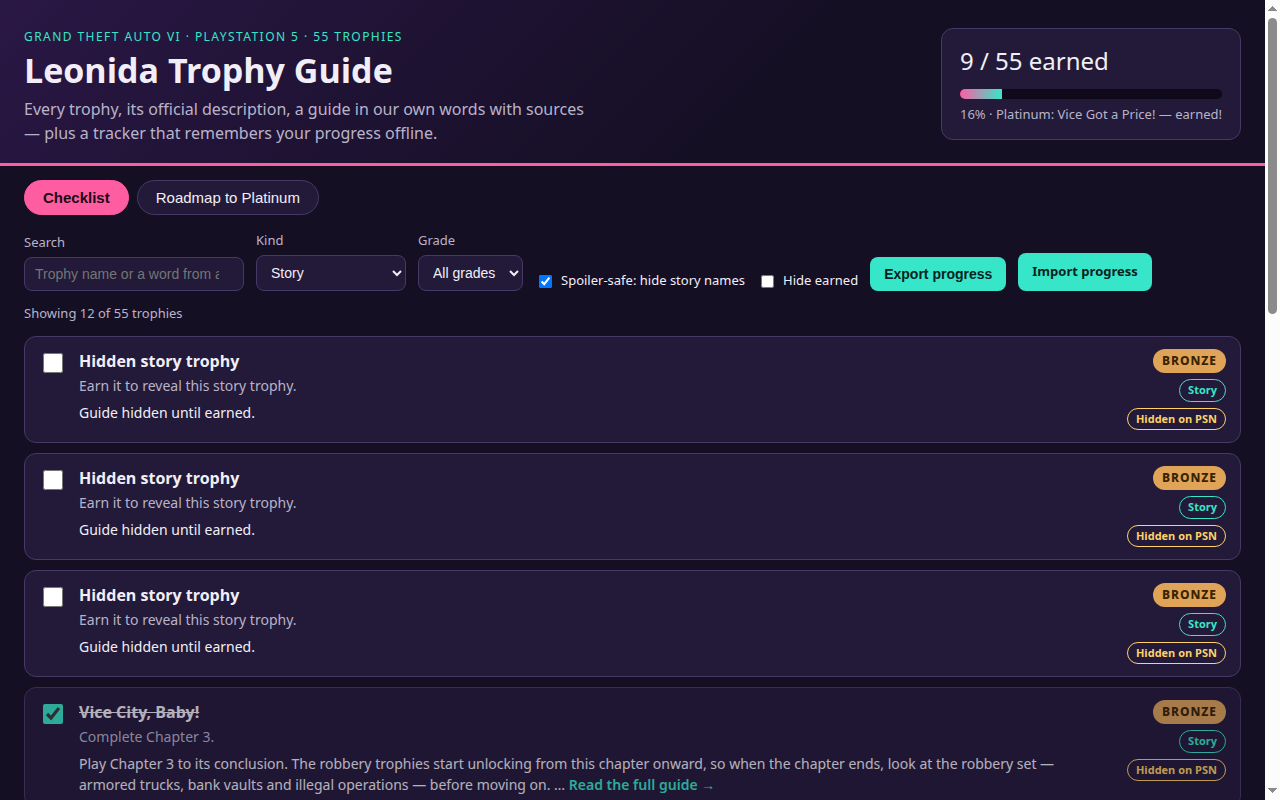 GRAND THEFT AUTO VI · PLAYSTATION 5 · 55 TROPHIES
Leonida Trophy Guide
Every trophy, its official description, a guide in our own words with sources
— plus a tracker that remembers your progress offline.
9 / 55 earned
16% · Platinum: Vice Got a Price! — earned!
Checklist
Roadmap to Platinum
Search
Kind
Grade
Trophy name or a word from a
Story
All grades
Spoiler-safe: hide story names
Hide earned
Export progress
Import progress
Showing 12 of 55 trophies
Hidden story trophy
Earn it to reveal this story trophy.
Guide hidden until earned.
BRONZE
Story
Hidden on PSN
Hidden story trophy
Earn it to reveal this story trophy.
Guide hidden until earned.
BRONZE
Story
Hidden on PSN
Hidden story trophy
Earn it to reveal this story trophy.
Guide hidden until earned.
BRONZE
Story
Hidden on PSN
Vice City, Baby!
Complete Chapter 3.
Play Chapter 3 to its conclusion. The robbery trophies start unlocking from this chapter onward, so when the chapter ends, look at the robbery set —
armored trucks, bank vaults and illegal operations — before moving on. ... Read the full guide →
BRONZE
Story
Hidden on PSN